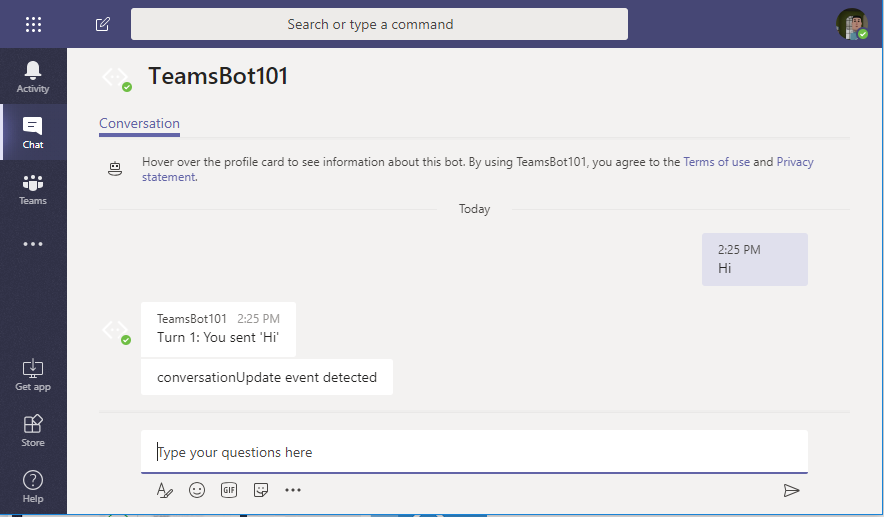 Search or type a command
Activity
Chat
Teams
Get app
Store
Help
TeamsBot101
Conversation
Hover over the profile card to see information about this bot. By using TeamsBot101, you agree to the Terms of use and Privacy
statement.
Today
2:25 PM
Hi
TeamsBot101 2:25 PM
Turn 1: You sent 'Hi'
conversationUpdate event detected
Type your questions here
GIF